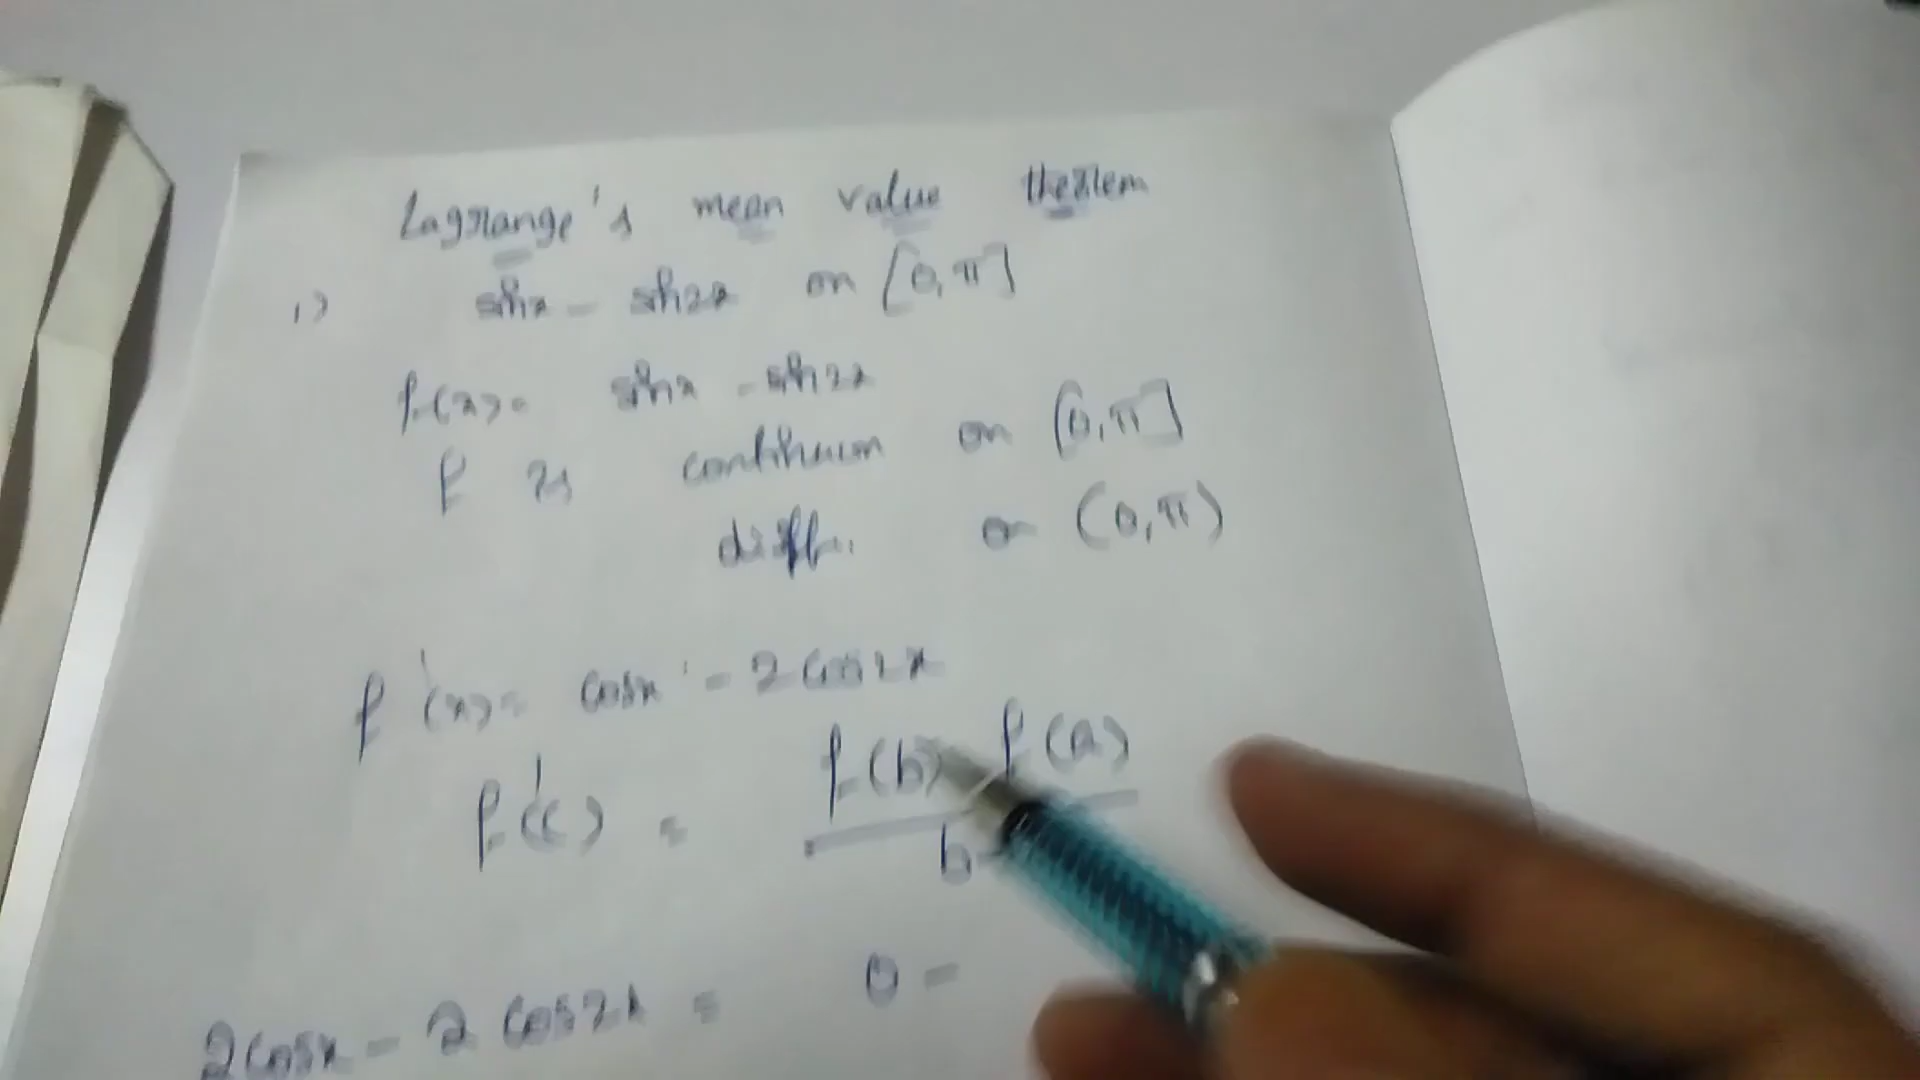 Lagrange's mean value theorem
1) sinx - sin2x on [0,π]
f(x) = sinx - sin2x
f is continuous on [0,π]
diff. on (0,π)
f'(x) = cosx - 2cos2x
f'(c) = f(b) f(a)
b
2cosx - 2cos2x = 0 -